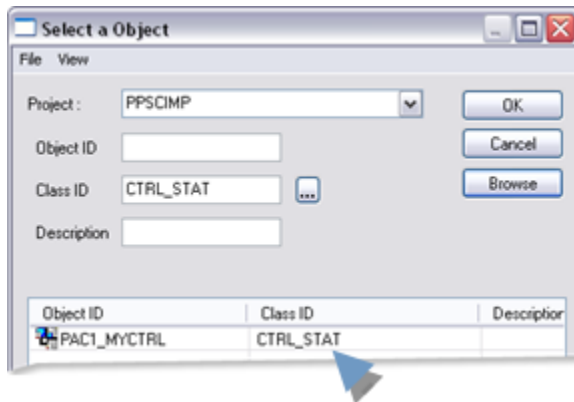 Select a Object
File View
Project : PPSCIMP OK
Object ID Cancel
Class ID CTRL_STAT ... Browse
Description
Object ID Class ID Description
PAC1_MYCTRL CTRL_STAT